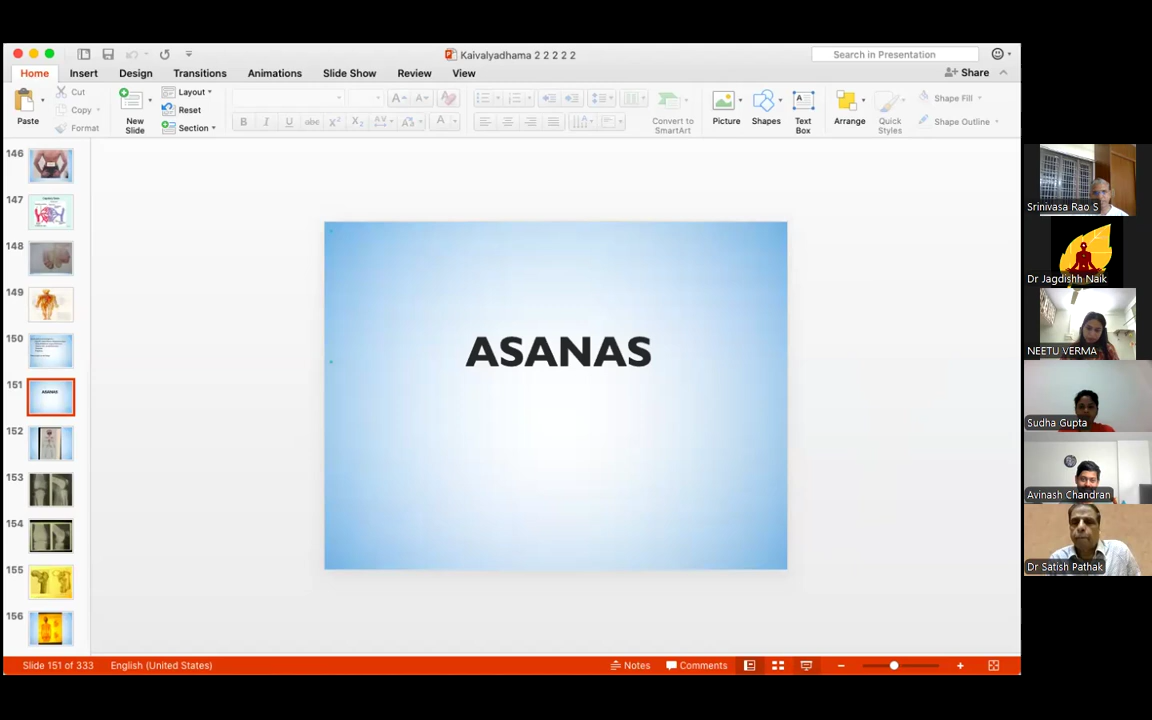 Kaivalyadhama 2 2 2 2 2
Search in Presentation
Home Insert Design Transitions Animations Slide Show Review View
Share
Paste
Cut
Copy
Format
New
Slide
Layout
Reset
Section
B I U abc X² X₂ A
Convert to
SmartArt
Picture
Shapes
Text
Box
Arrange
Quick
Styles
Shape Fill
Shape Outline
146
147
148
149
150
151
152
153
154
155
156
ASANAS
ASANAS
Srinivasa Rao S
Dr Jagdishh Naik
NEETU VERMA
Sudha Gupta
Avinash Chandran
Dr Satish Pathak
Slide 151 of 333 English (United States)
Notes Comments